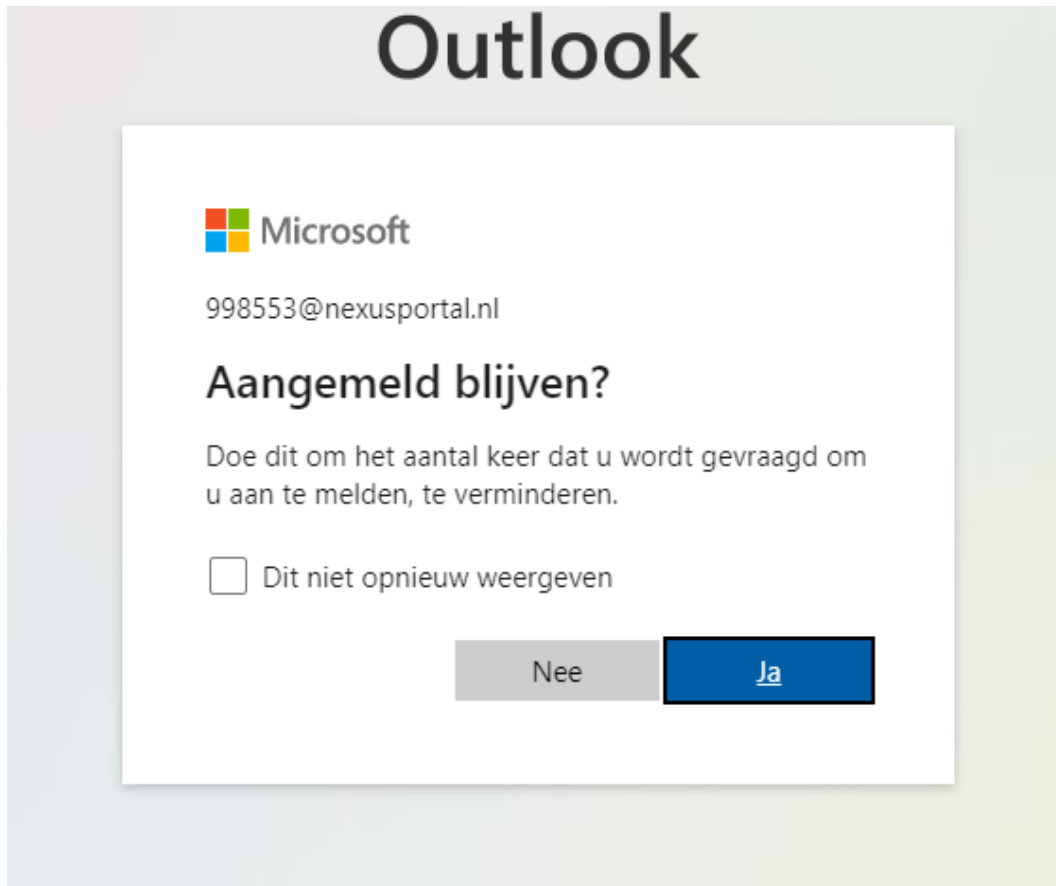 Outlook
Microsoft
998553@nexusportal.nl
Aangemeld blijven?
Doe dit om het aantal keer dat u wordt gevraagd om
u aan te melden, te verminderen.
Dit niet opnieuw weergeven
Nee
Ja